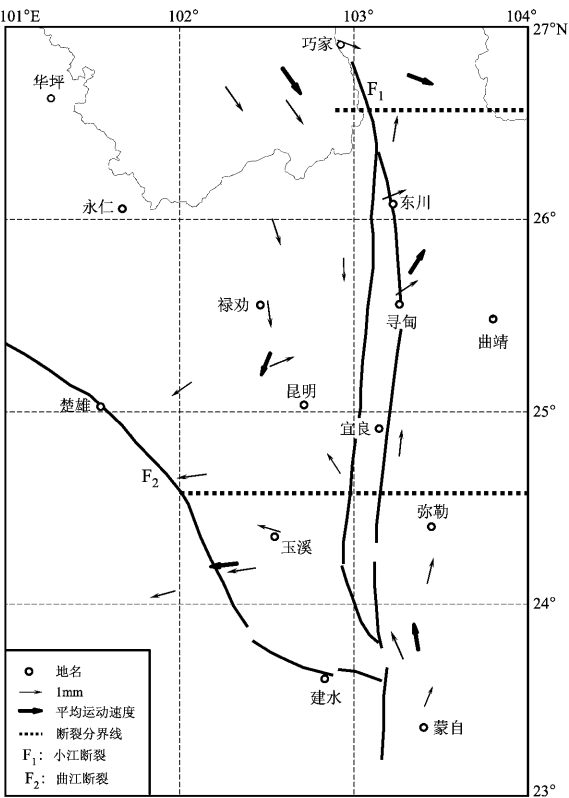 101°E 102° 103° 104°
27°N
巧家
华坪
F₁
永仁
东川
26°
禄劝
寻甸
曲靖
昆明
楚雄
25°
宜良
F₂
弥勒
玉溪
24°
建水
蒙自
地名
1mm
平均运动速度
断裂分界线
F₁: 小江断裂
F₂: 曲江断裂
23°